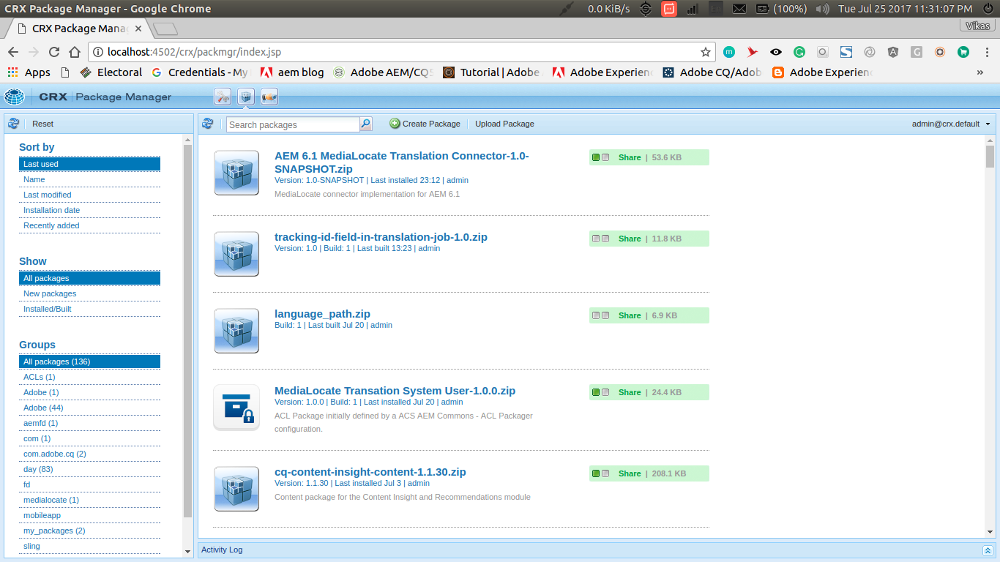 CRX Package Manager - Google Chrome
0.0 KiB/s
En
(100%)
Tue Jul 25 2017 11:31:07 PM
CRX Package Mana
Vikas
localhost:4502/crx/packmgr/index.jsp
Apps
Electoral
Credentials - My
aem blog
Adobe AEM/CQ5
Tutorial | Adobe
Adobe Experien
Adobe CQ/Adob
Adobe Experien
»
CRX | Package Manager
Reset
Sort by
Last used
Name
Last modified
Installation date
Recently added
Show
All packages
New packages
Installed/Built
Groups
All packages (136)
ACLs (1)
Adobe (1)
Adobe (44)
aemfd (1)
com (1)
com.adobe.cq (2)
day (83)
fd
medialocate (1)
mobileapp
my_packages (2)
sling
Search packages
Create Package
Upload Package
admin@crx.default
AEM 6.1 MediaLocate Translation Connector-1.0-
SNAPSHOT.zip
Version: 1.0-SNAPSHOT | Last installed 23:12 | admin
MediaLocate connector implementation for AEM 6.1
Share | 53.6 KB
tracking-id-field-in-translation-job-1.0.zip
Version: 1.0 | Build: 1 | Last built 13:23 | admin
Share | 11.8 KB
language_path.zip
Build: 1 | Last built Jul 20 | admin
Share | 6.9 KB
MediaLocate Transation System User-1.0.0.zip
Version: 1.0.0 | Build: 1 | Last installed Jul 20 | admin
ACL Package initially defined by a ACS AEM Commons - ACL Packager
configuration.
Share | 24.4 KB
cq-content-insight-content-1.1.30.zip
Version: 1.1.30 | Last installed Jul 3 | admin
Content package for the Content Insight and Recommendations module
Share | 208.1 KB
Activity Log